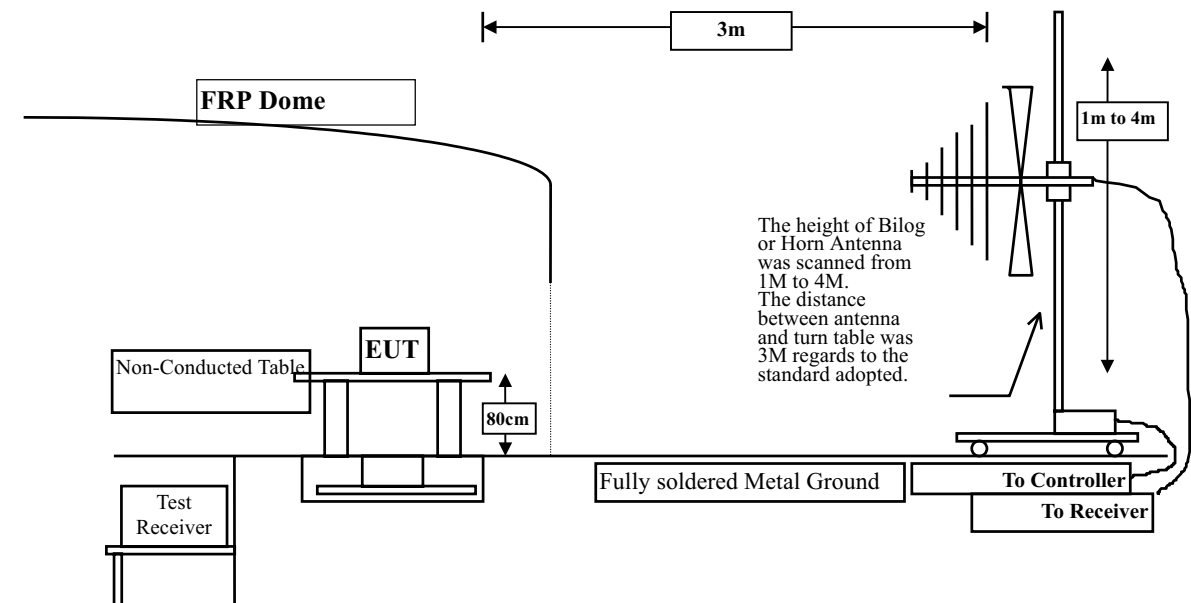 3m
FRP Dome
1m to 4m
The height of Bilog
or Horn Antenna
was scanned from
1M to 4M.
The distance
between antenna
and turn table was
3M regards to the
standard adopted.
EUT
Non-Conducted Table
80cm
Fully soldered Metal Ground
To Controller
Test
Receiver
To Receiver